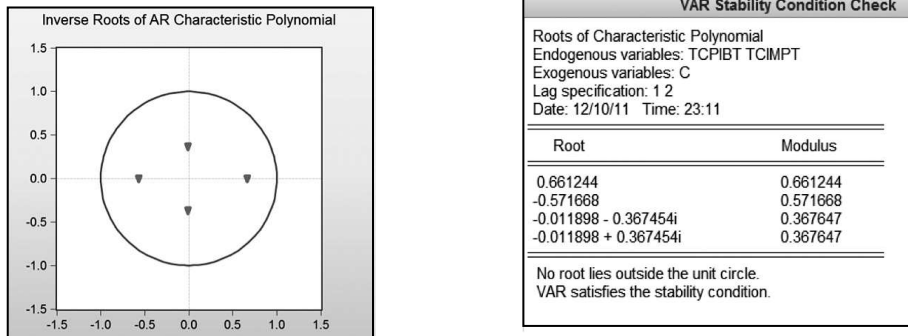 Inverse Roots of AR Characteristic Polynomial
1.5
1.0
0.5
0.0
-0.5
-1.0
-1.5
-1.5 -1.0 -0.5 0.0 0.5 1.0 1.5
VAR Stability Condition Check
Roots of Characteristic Polynomial
Endogenous variables: TCPIBT TCIMPT
Exogenous variables: C
Lag specification: 1 2
Date: 12/10/11 Time: 23:11
Root Modulus
0.661244 0.661244
-0.571668 0.571668
-0.011898 - 0.367454i 0.367647
-0.011898 + 0.367454i 0.367647
No root lies outside the unit circle.
VAR satisfies the stability condition.